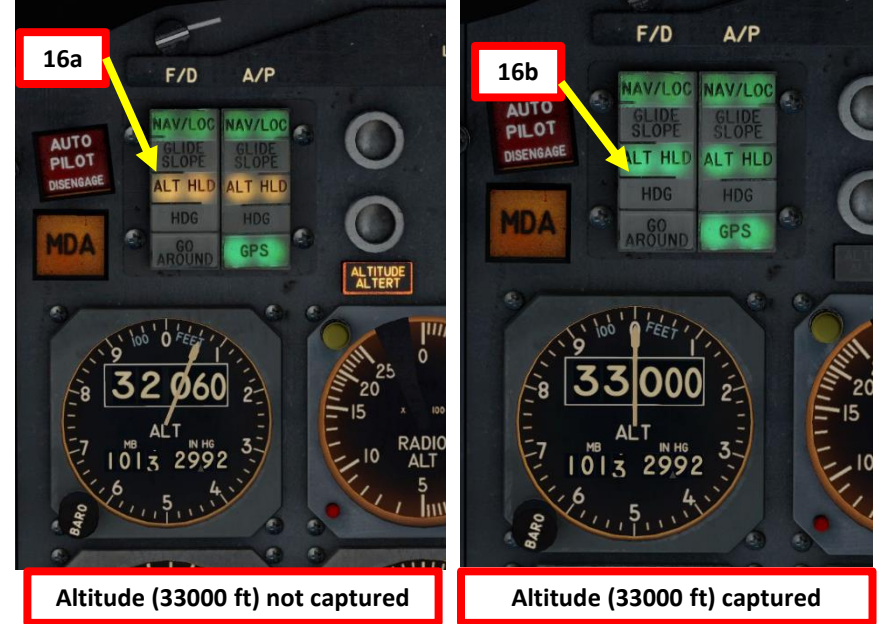 16a
F/D A/P
NAV/LOC NAV/LOC
GLIDE SLOPE GLIDE SLOPE
ALT HLD ALT HLD
HDG HDG
GO AROUND GPS
AUTO
PILOT
DISENGAGE
MDA
ALTITUDE
ALTERT
100 FEET
0 1 2 3 4 5 6 7 8 9
32 060
ALT
MB IN HG
1013 2992
BARO
0
25
20
15
x 100
RADIO
ALT
10
5
Altitude (33000 ft) not captured
16b
F/D A/P
NAV/LOC NAV/LOC
GLIDE SLOPE GLIDE SLOPE
ALT HLD ALT HLD
HDG HDG
GO AROUND GPS
AUTO
PILOT
DISENGAGE
MDA
100 FEET
0 1 2 3 4 5 6 7 8 9
33 000
ALT
MB IN HG
1013 2992
BARO
20
15
10
Altitude (33000 ft) captured